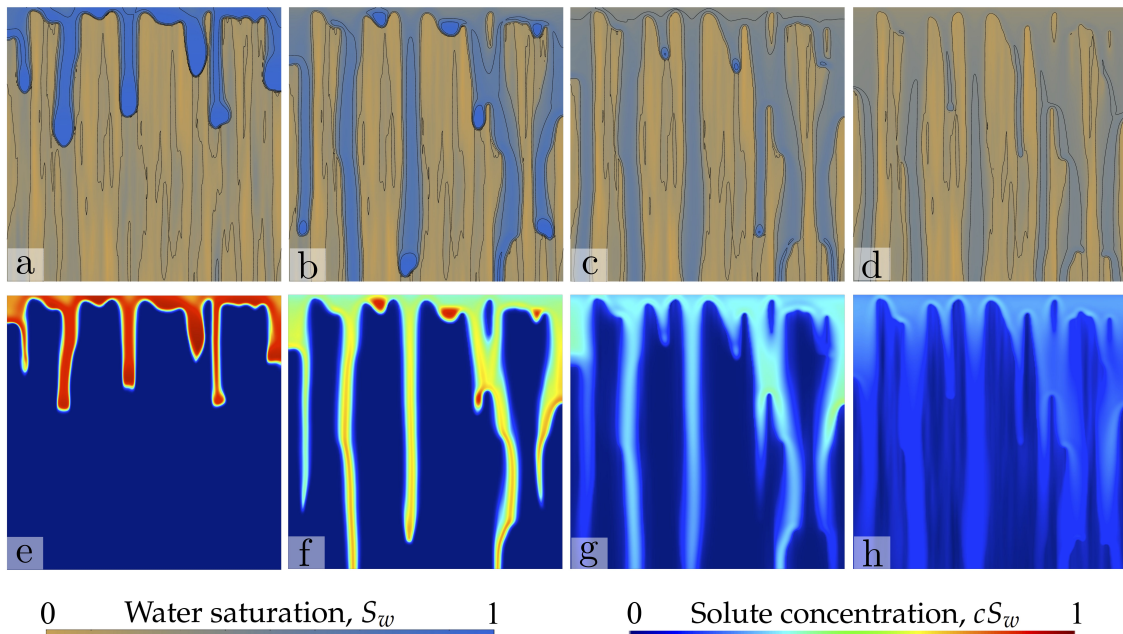 a b c d
e f g h
0 Water saturation, S_w 1 0 Solute concentration, cS_w 1